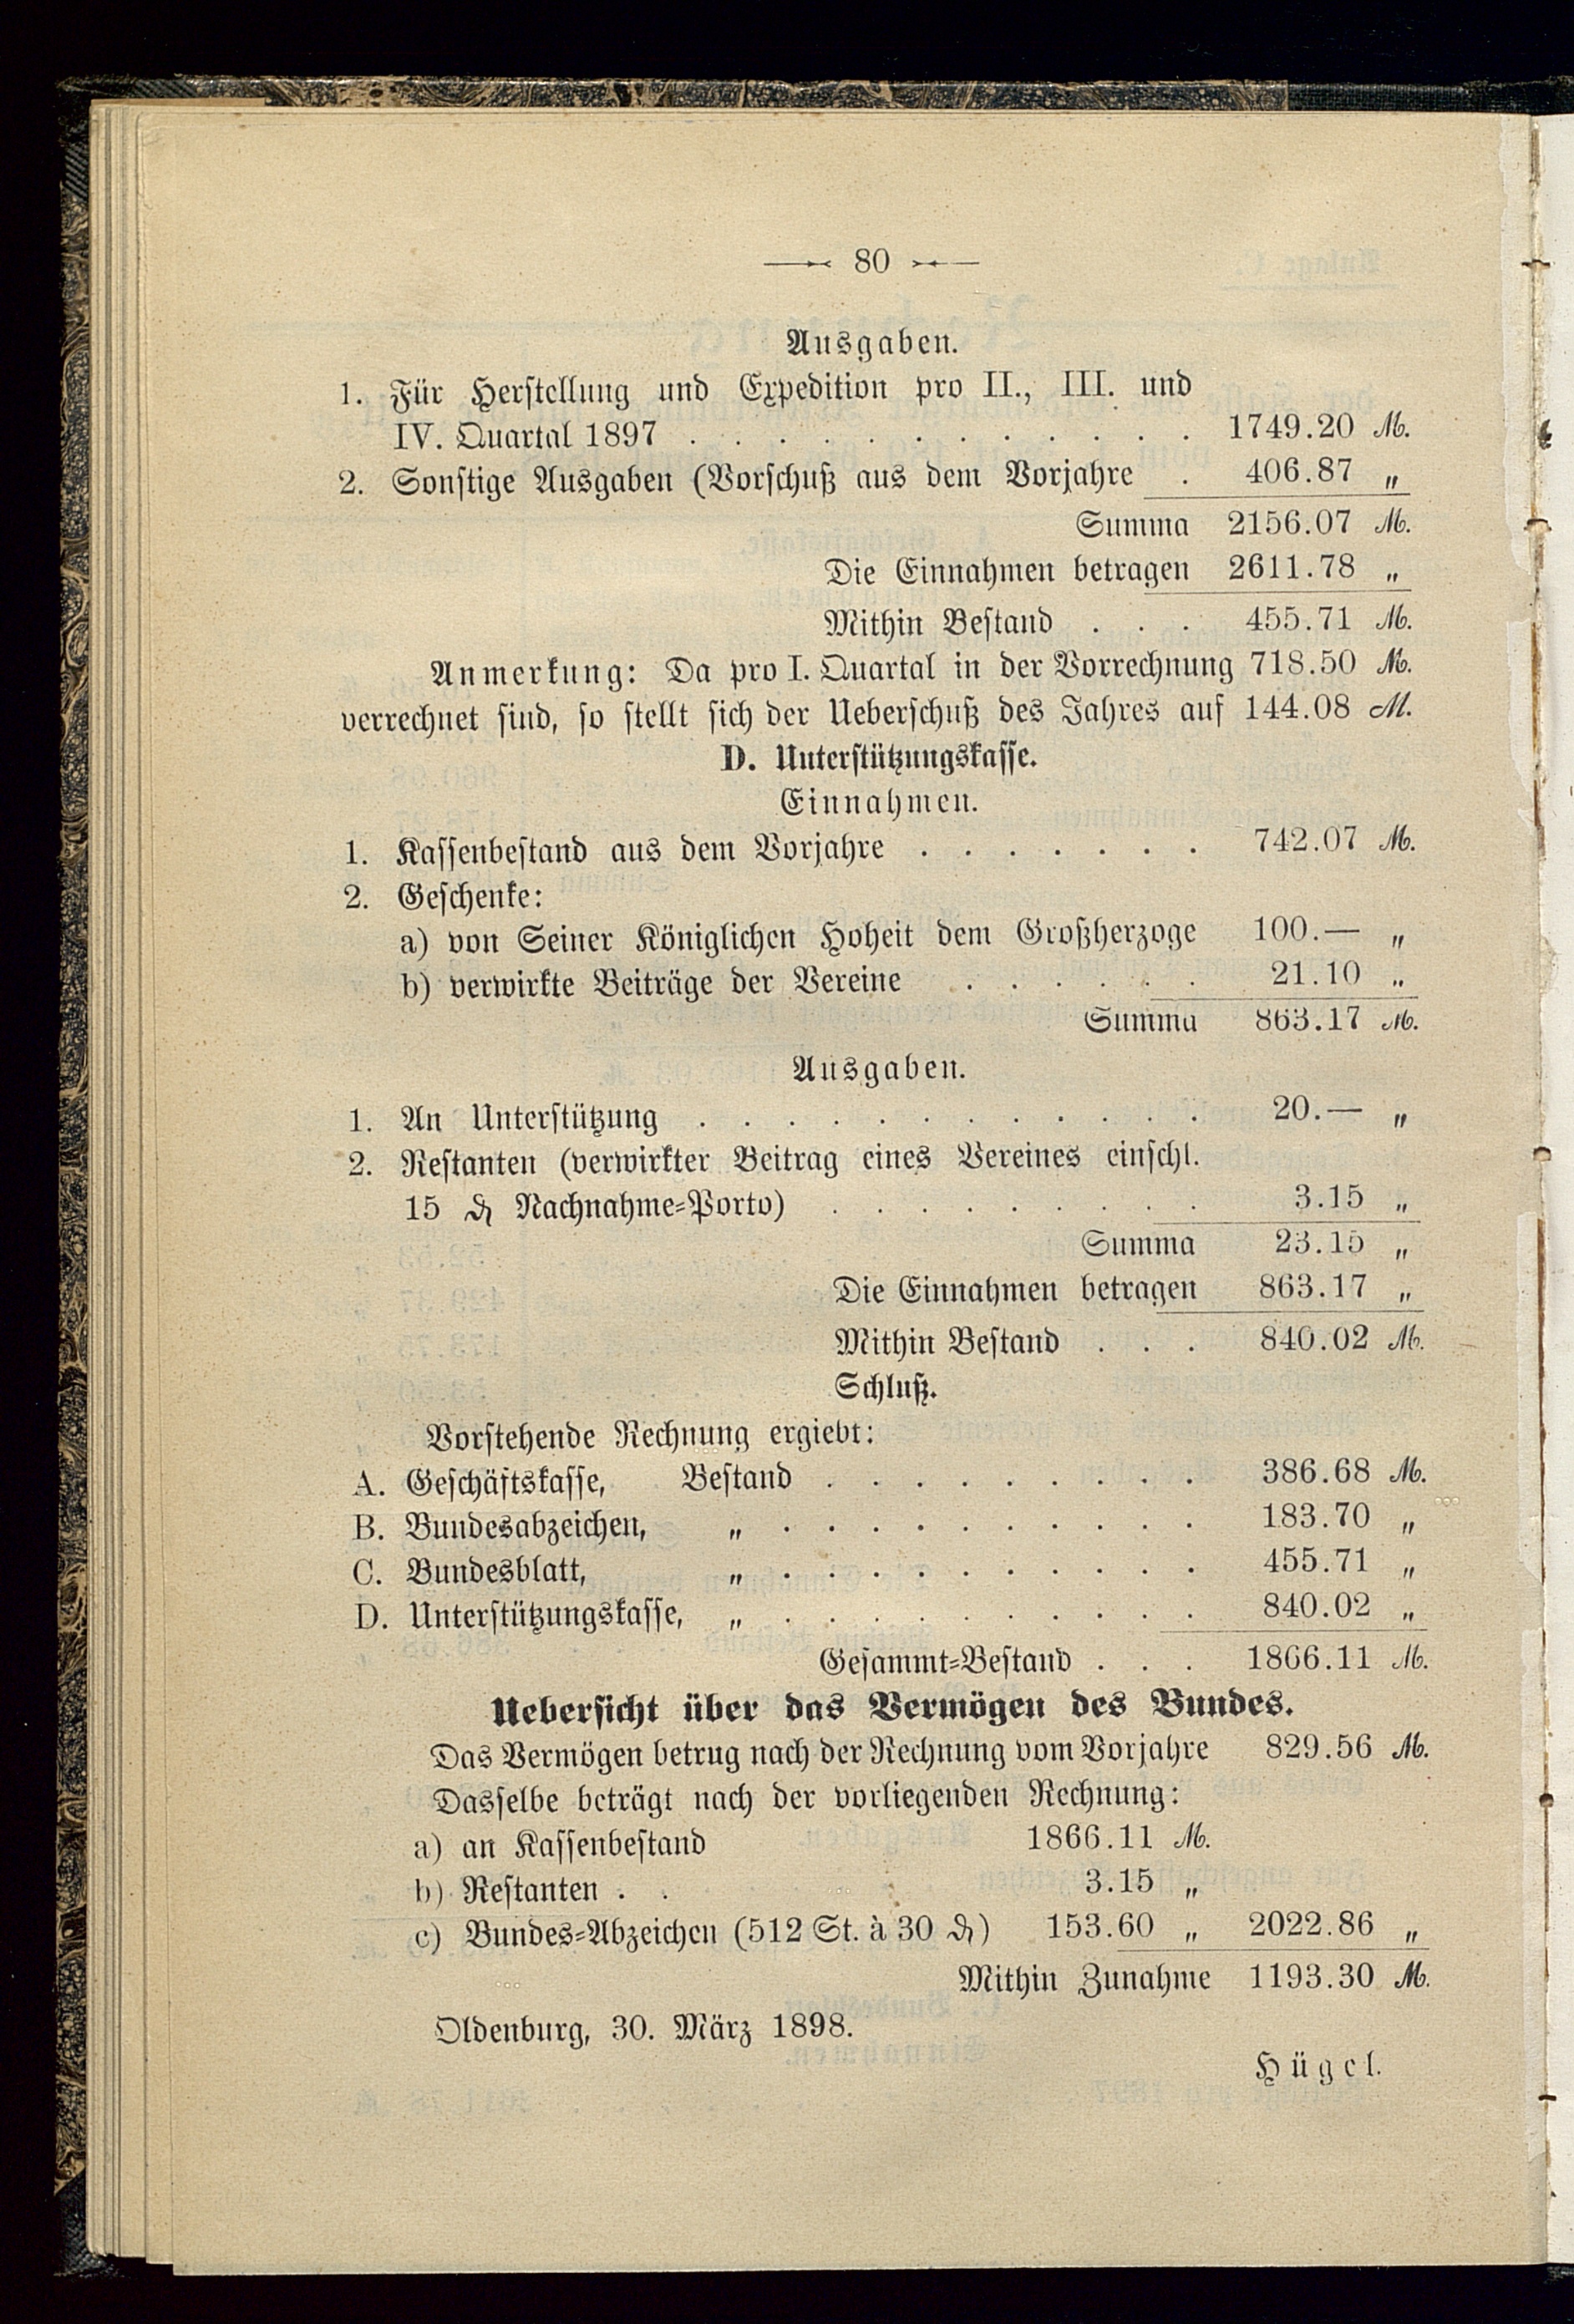 80
Ausgaben.
1. Für Herstellung und Expedition pro II., III. und
IV. Quartal 1897 . . . . . . . . . . . . 1749.20 M.
2. Sonstige Ausgaben (Vorschuß aus dem Vorjahre . 406.87 „
Summa 2156.07 M.
Die Einnahmen betragen 2611.78 „
Mithin Bestand . . . 455.71 M.
Anmerkung: Da pro I. Quartal in der Vorrechnung 718.50 M.
verrechnet sind, so stellt sich der Ueberschuß des Jahres auf 144.08 M.
D. Unterstützungskasse.
Einnahmen.
1. Kassenbestand aus dem Vorjahre . . . . . . . 742.07 M.
2. Geschenke:
a) von Seiner Königlichen Hoheit dem Großherzoge 100.— „
b) verwirkte Beiträge der Vereine . . . . . . 21.10 „
Summa 863.17 M.
Ausgaben.
1. An Unterstützung . . . . . . . . . . . . 20.— „
2. Restanten (verwirkter Beitrag eines Vereines einschl.
15 ₰ Nachnahme-Porto) . . . . . . . . . 3.15 „
Summa 23.15 „
Die Einnahmen betragen 863.17 „
Mithin Bestand . . . 840.02 M.
Schluß.
Vorstehende Rechnung ergiebt:
A. Geschäftskasse, Bestand . . . . . . . . . 386.68 M.
B. Bundesabzeichen, „ . . . . . . . . . . 183.70 „
C. Bundesblatt, „ . . . . . . . . . . 455.71 „
D. Unterstützungskasse, „ . . . . . . . . . . 840.02 „
Gesammt-Bestand . . . 1866.11 M.
Uebersicht über das Vermögen des Bundes.
Das Vermögen betrug nach der Rechnung vom Vorjahre 829.56 M.
Dasselbe beträgt nach der vorliegenden Rechnung:
a) an Kassenbestand 1866.11 M.
b) Restanten . . 3.15 „
c) Bundes-Abzeichen (512 St. à 30 ₰) 153.60 „ 2022.86 „
Mithin Zunahme 1193.30 M.
Oldenburg, 30. März 1898.
Hügel.